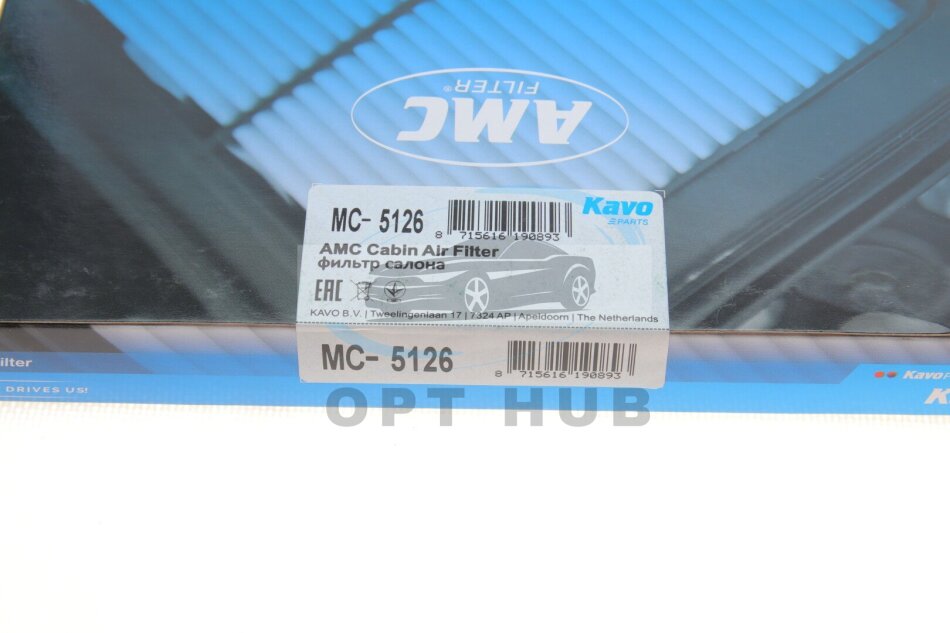 AMC
FILTER®
MC- 5126
8 715616 190893
Kavo
PARTS
AMC Cabin Air Filter
фильтр салона
EAC
KAVO B.V. | Tweelingenlaan 17 | 7324 AP | Apeldoorn | The Netherlands
MC- 5126
8 715616 190893
ilter
DRIVES US!
Kavo
K
OPT HUB